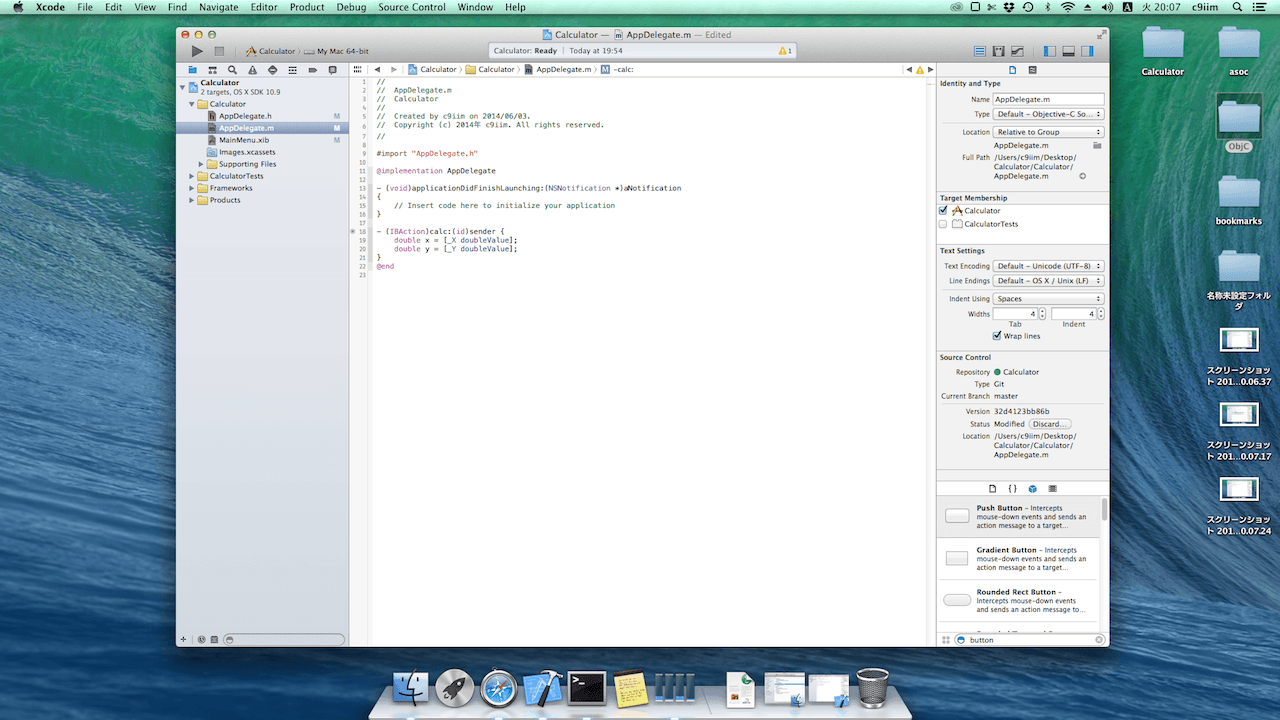 Xcode File Edit View Find Navigate Editor Product Debug Source Control Window Help
A 火 20:07 c9iim
Calculator — AppDelegate.m — Edited
Calculator › My Mac 64-bit
Calculator: Ready | Today at 19:54
1
Calculator
2 targets, OS X SDK 10.9
Calculator
AppDelegate.h M
AppDelegate.m M
MainMenu.xib M
Images.xcassets
Supporting Files
CalculatorTests
Frameworks
Products
Calculator › Calculator › AppDelegate.m › M -calc:
1 //
2 // AppDelegate.m
3 // Calculator
4 //
5 // Created by c9iim on 2014/06/03.
6 // Copyright (c) 2014年 c9iim. All rights reserved.
7 //
8
9 #import "AppDelegate.h"
10
11 @implementation AppDelegate
12
13 - (void)applicationDidFinishLaunching:(NSNotification *)aNotification
14 {
15 // Insert code here to initialize your application
16 }
17
18 - (IBAction)calc:(id)sender {
19 double x = [_X doubleValue];
20 double y = [_Y doubleValue];
21 }
22 @end
23
Identity and Type
Name AppDelegate.m
Type Default - Objective-C So...
Location Relative to Group
AppDelegate.m
Full Path /Users/c9iim/Desktop/
Calculator/Calculator/
AppDelegate.m
Target Membership
Calculator
CalculatorTests
Text Settings
Text Encoding Default - Unicode (UTF-8)
Line Endings Default - OS X / Unix (LF)
Indent Using Spaces
Widths 4 4
Tab Indent
Wrap lines
Source Control
Repository Calculator
Type Git
Current Branch master
Version 32d4123bb86b
Status Modified Discard...
Location /Users/c9iim/Desktop/
Calculator/Calculator/
AppDelegate.m
{ }
Push Button - Intercepts
mouse-down events and sends an
action message to a target...
Gradient Button - Intercepts
mouse-down events and sends an
action message to a target...
Rounded Rect Button -
Intercepts mouse-down events
and sends an action message to...
button
Calculator
asoc
ObjC
bookmarks
名称未設定フォル
ダ
スクリーンショッ
ト 201...0.06.37
スクリーンショッ
ト 201...0.07.17
スクリーンショッ
ト 201...0.07.24